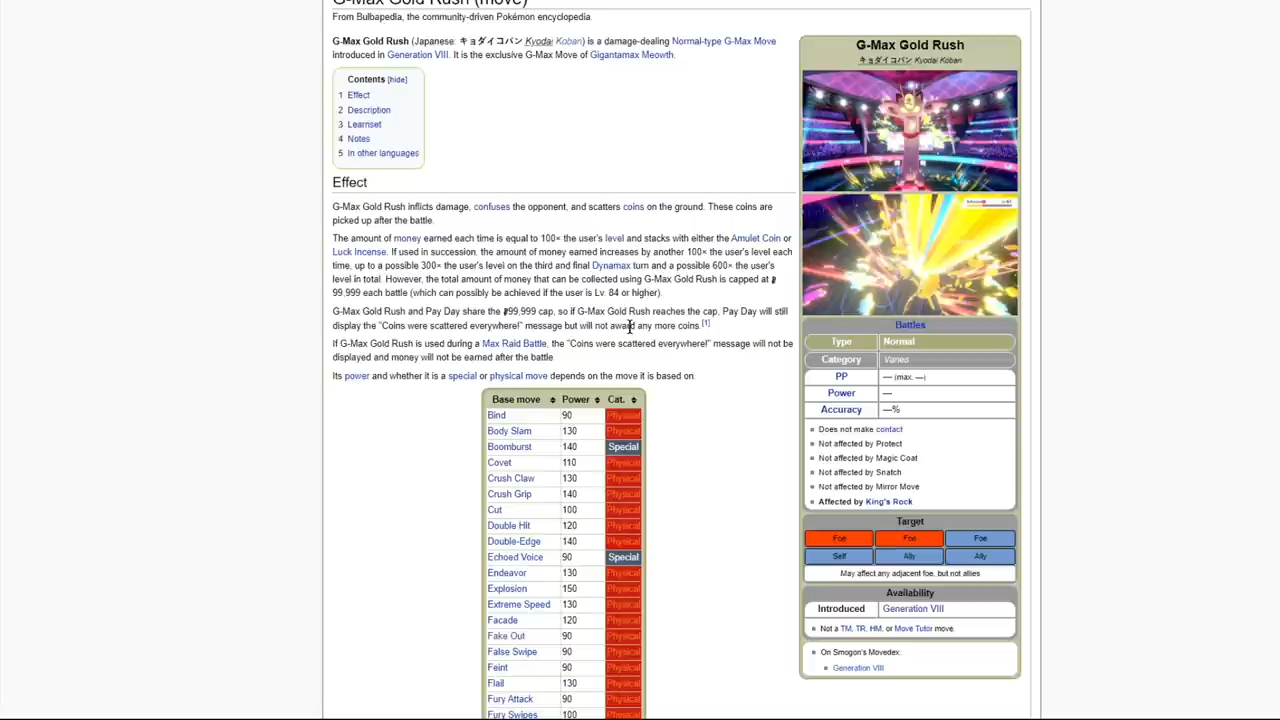 G-Max Gold Rush (move)
From Bulbapedia, the community-driven Pokémon encyclopedia.
G-Max Gold Rush (Japanese: キョダイコバン Kyodai Koban) is a damage-dealing Normal-type G-Max Move
introduced in Generation VIII. It is the exclusive G-Max Move of Gigantamax Meowth.
Contents [hide]
1 Effect
2 Description
3 Learnset
4 Notes
5 In other languages
Effect
G-Max Gold Rush inflicts damage, confuses the opponent, and scatters coins on the ground. These coins are
picked up after the battle.
The amount of money earned each time is equal to 100× the user's level and stacks with either the Amulet Coin or
Luck Incense. If used in succession, the amount of money earned increases by another 100× the user's level each
time, up to a possible 300× the user's level on the third and final Dynamax turn and a possible 600× the user's
level in total. However, the total amount of money that can be collected using G-Max Gold Rush is capped at
99,999 each battle (which can possibly be achieved if the user is Lv. 84 or higher).
G-Max Gold Rush and Pay Day share the 99,999 cap, so if G-Max Gold Rush reaches the cap, Pay Day will still
display the "Coins were scattered everywhere!" message but will not award any more coins.[1]
If G-Max Gold Rush is used during a Max Raid Battle, the "Coins were scattered everywhere!" message will not be
displayed and money will not be earned after the battle.
Its power and whether it is a special or physical move depends on the move it is based on.
Base move Power Cat.
Bind 90 Physical
Body Slam 130 Physical
Boomburst 140 Special
Covet 110 Physical
Crush Claw 130 Physical
Crush Grip 140 Physical
Cut 100 Physical
Double Hit 120 Physical
Double-Edge 140 Physical
Echoed Voice 90 Special
Endeavor 130 Physical
Explosion 150 Physical
Extreme Speed 130 Physical
Facade 120 Physical
Fake Out 90 Physical
False Swipe 90 Physical
Feint 90 Physical
Flail 130 Physical
Fury Attack 90 Physical
Fury Swipes 100 Physical
G-Max Gold Rush
キョダイコバン Kyodai Koban
Battles
Type Normal
Category Varies
PP — (max. —)
Power —
Accuracy —%
Does not make contact
Not affected by Protect
Not affected by Magic Coat
Not affected by Snatch
Not affected by Mirror Move
Affected by King's Rock
Target
Foe Foe Foe
Self Ally Ally
May affect any adjacent foe, but not allies
Availability
Introduced Generation VIII
Not a TM, TR, HM, or Move Tutor move.
On Smogon's Movedex:
Generation VIII